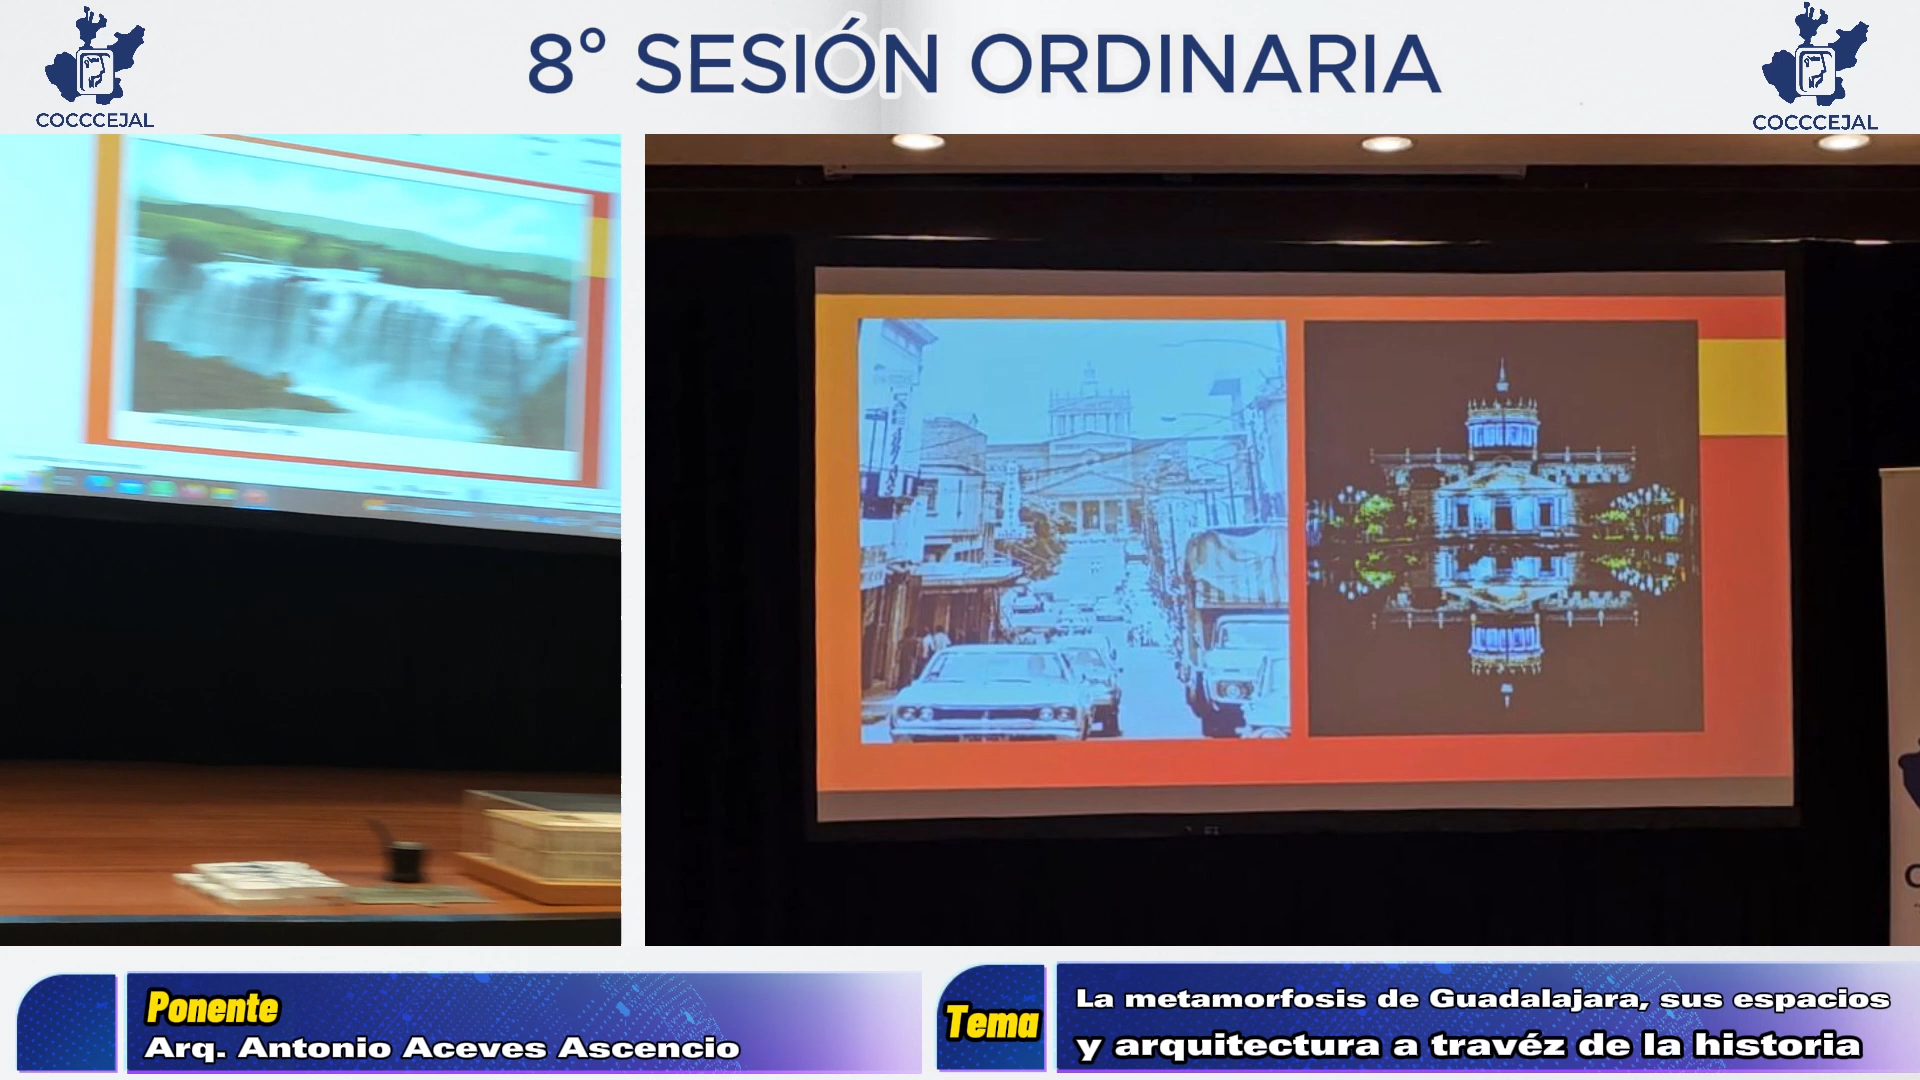 8° SESIÓN ORDINARIA
COCCCEJAL
COCCCEJAL
Ponente
Arq. Antonio Aceves Ascencio
Tema
La metamorfosis de Guadalajara, sus espacios
y arquitectura a travéz de la historia